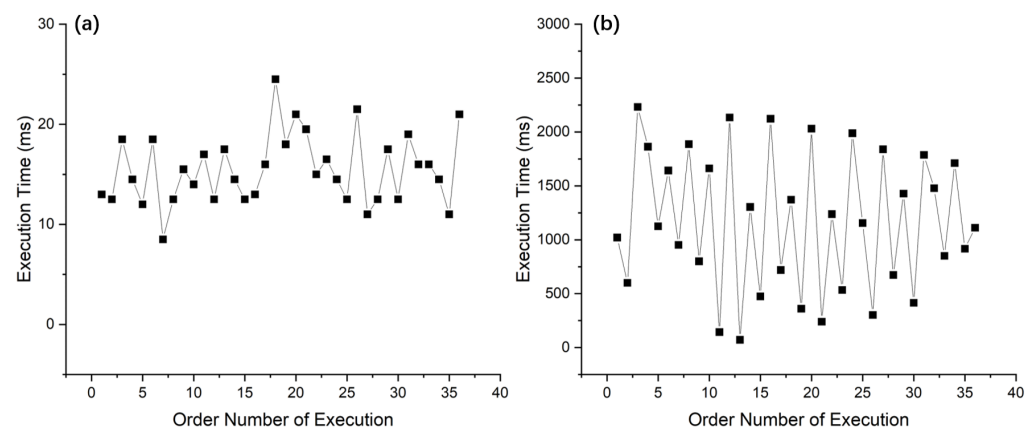 (a)
30
20
10
0
Execution Time (ms)
0 5 10 15 20 25 30 35 40
Order Number of Execution
(b)
3000
2500
2000
1500
1000
500
0
Execution Time (ms)
0 5 10 15 20 25 30 35 40
Order Number of Execution